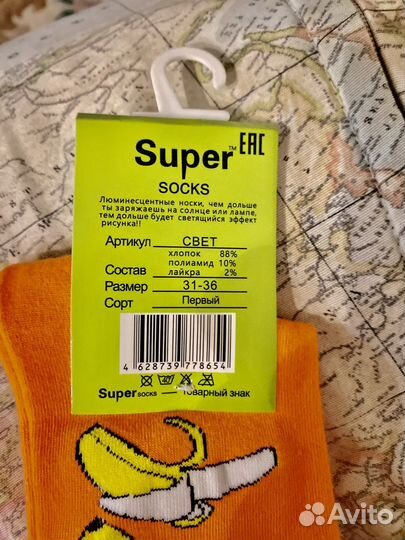 Super™ EAC
SOCKS
Люминесцентные носки, чем дольше
ты заряжаешь на солнце или лампе,
тем дольше будет светящийся эффект
рисунка!!
Артикул СВЕТ
хлопок 88%
Состав полиамид 10%
лайкра 2%
Размер 31-36
Сорт Первый
4 628739 778654
Super socks — товарный знак
Avito